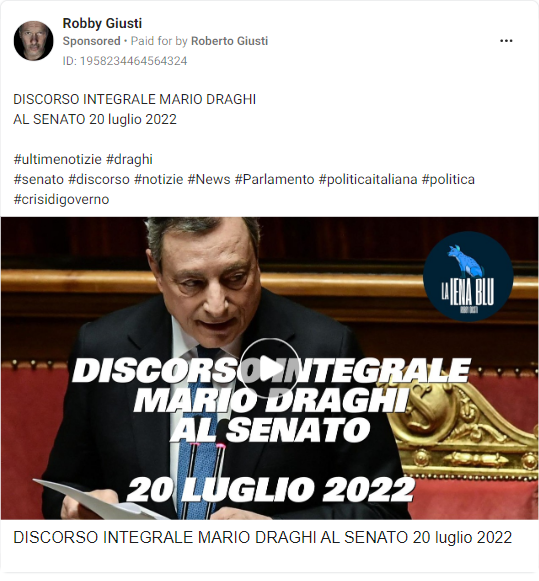 Robby Giusti
Sponsored • Paid for by Roberto Giusti
ID: 1958234464564324
DISCORSO INTEGRALE MARIO DRAGHI
AL SENATO 20 luglio 2022
#ultimenotizie #draghi
#senato #discorso #notizie #News #Parlamento #politicaitaliana #politica
#crisidigoverno
LA IENA BLU
ROBBY GIUSTI
DISCORSO INTEGRALE
MARIO DRAGHI
AL SENATO
20 LUGLIO 2022
DISCORSO INTEGRALE MARIO DRAGHI AL SENATO 20 luglio 2022